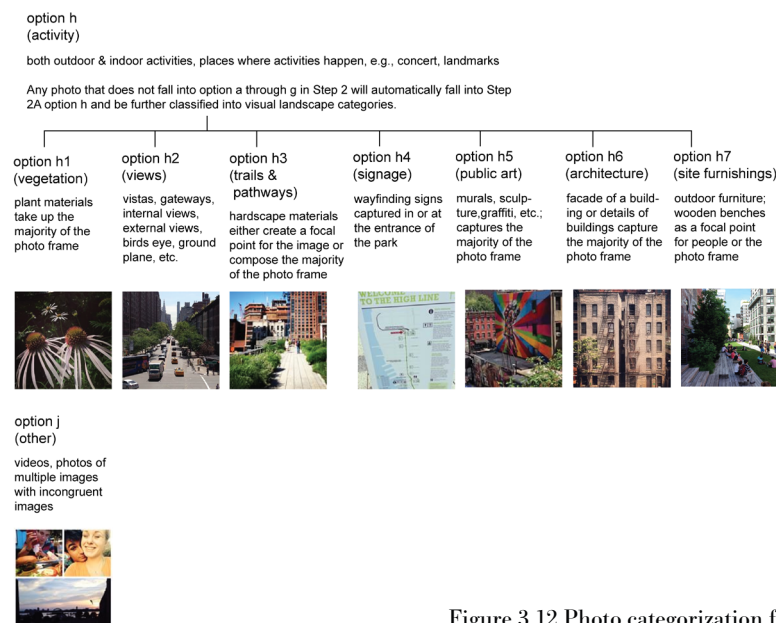 option h
(activity)
both outdoor & indoor activities, places where activities happen, e.g., concert, landmarks
Any photo that does not fall into option a through g in Step 2 will automatically fall into Step
2A option h and be further classified into visual landscape categories.
option h1
(vegetation)
plant materials
take up the
majority of the
photo frame
option h2
(views)
vistas, gateways,
internal views,
external views,
birds eye, ground
plane, etc.
option h3
(trails &
pathways)
hardscape materials
either create a focal
point for the image or
compose the majority
of the photo frame
option h4
(signage)
wayfinding signs
captured in or at
the entrance of
the park
option h5
(public art)
murals, sculp-
ture,graffiti, etc.;
captures the
majority of the
photo frame
option h6
(architecture)
facade of a build-
ing or details of
buildings capture
the majority of the
photo frame
option h7
(site furnishings)
outdoor furniture;
wooden benches
as a focal point
for people or the
photo frame
WELCOME
TO THE HIGH LINE
option j
(other)
videos, photos of
multiple images
with incongruent
images
Figure 3.12 Photo categorization